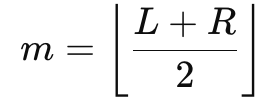 m = ⌊(L + R)/2⌋